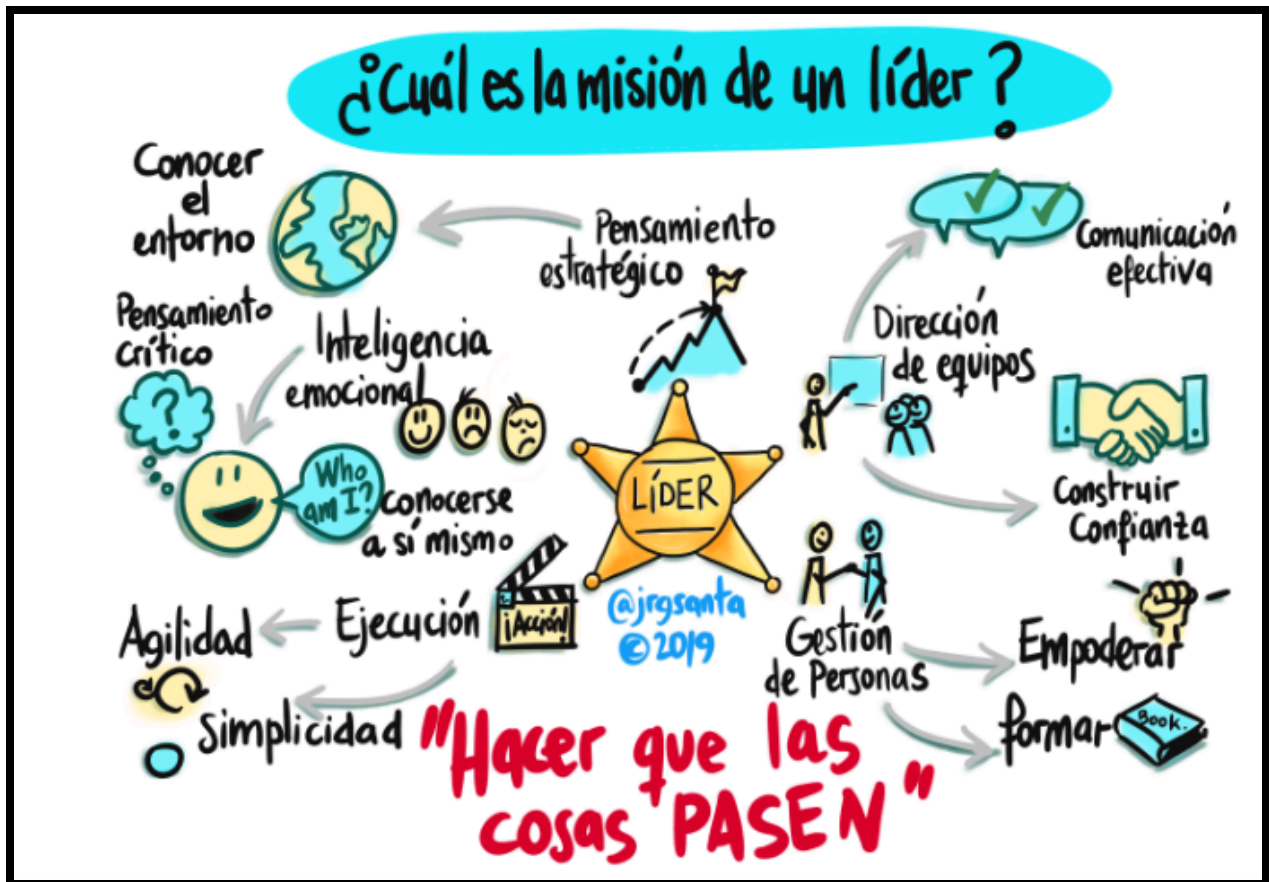 ¿Cuál es la misión de un líder?
Conocer
el
entorno
Pensamiento
estratégico
Comunicación
efectiva
Pensamiento
crítico
Inteligencia
emocional
Dirección
de equipos
?
Who
am I?
conocerse
a sí mismo
LÍDER
Construir
Confianza
Agilidad
Ejecución
¡Acción!
@jrgsanta
© 2019
Gestión
de Personas
Empoderar
Simplicidad
formar
Book.
"Hacer que las
cosas PASEN"